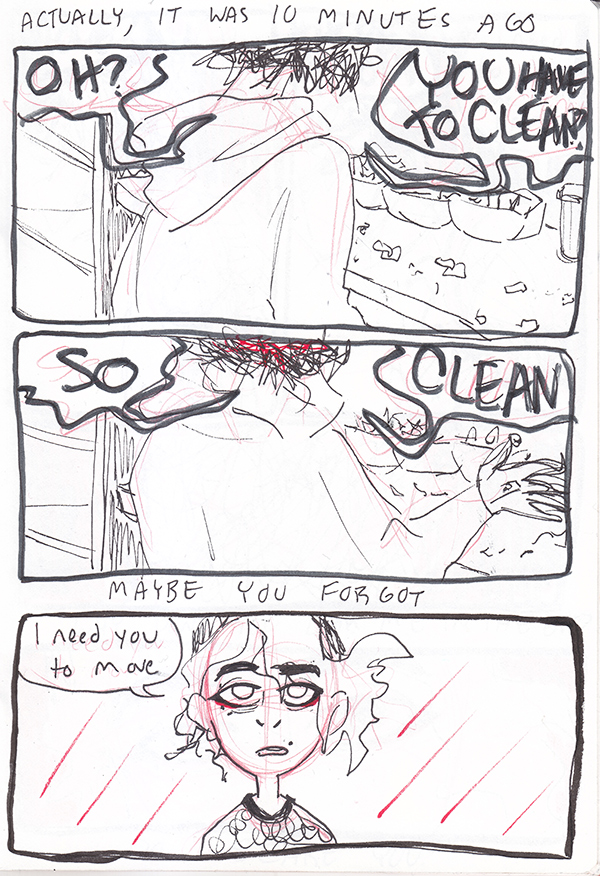 ACTUALLY, IT WAS 10 MINUTES AGO
OH?
YOU HAVE
TO CLEAN?
SO
CLEAN
MAYBE YOU FORGOT
I need you
to move